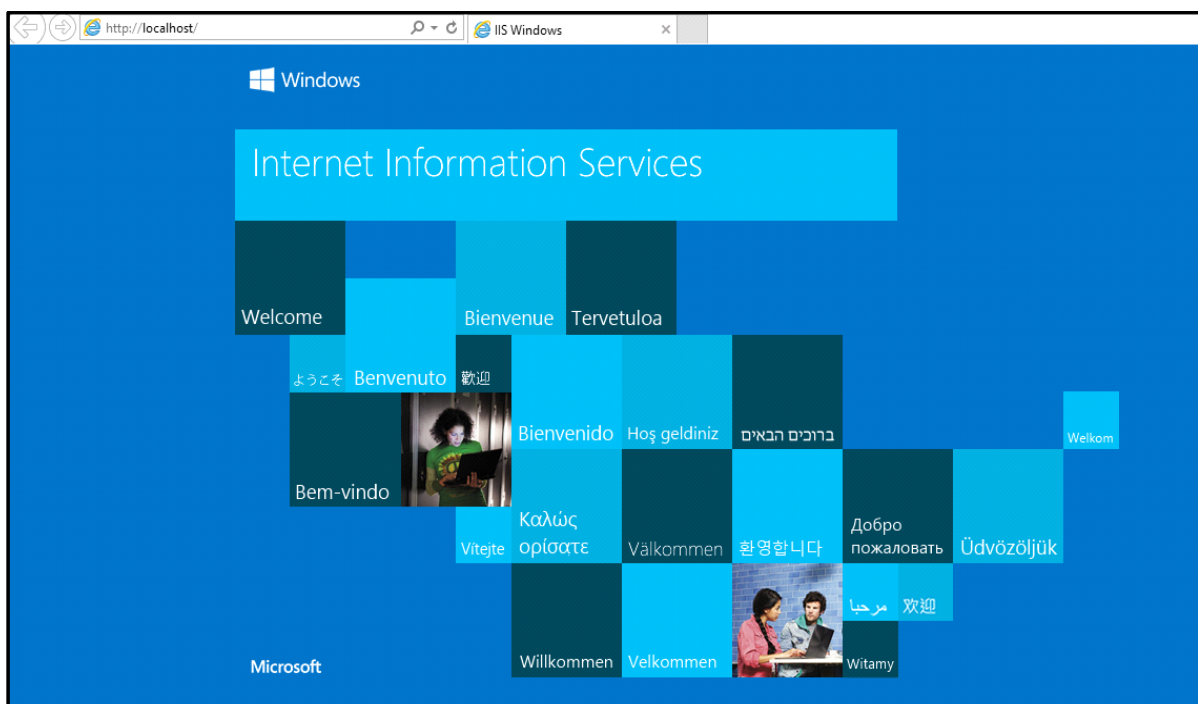 http://localhost/
IIS Windows
Windows
Internet Information Services
Welcome
Bienvenue
Tervetuloa
ようこそ
Benvenuto
歡迎
Bienvenido
Hoş geldiniz
ברוכים הבאים
Welkom
Bem-vindo
Vítejte
Καλώς
ορίσατε
Välkommen
환영합니다
Добро
пожаловать
Üdvözöljük
مرحبا
欢迎
Microsoft
Willkommen
Velkommen
Witamy